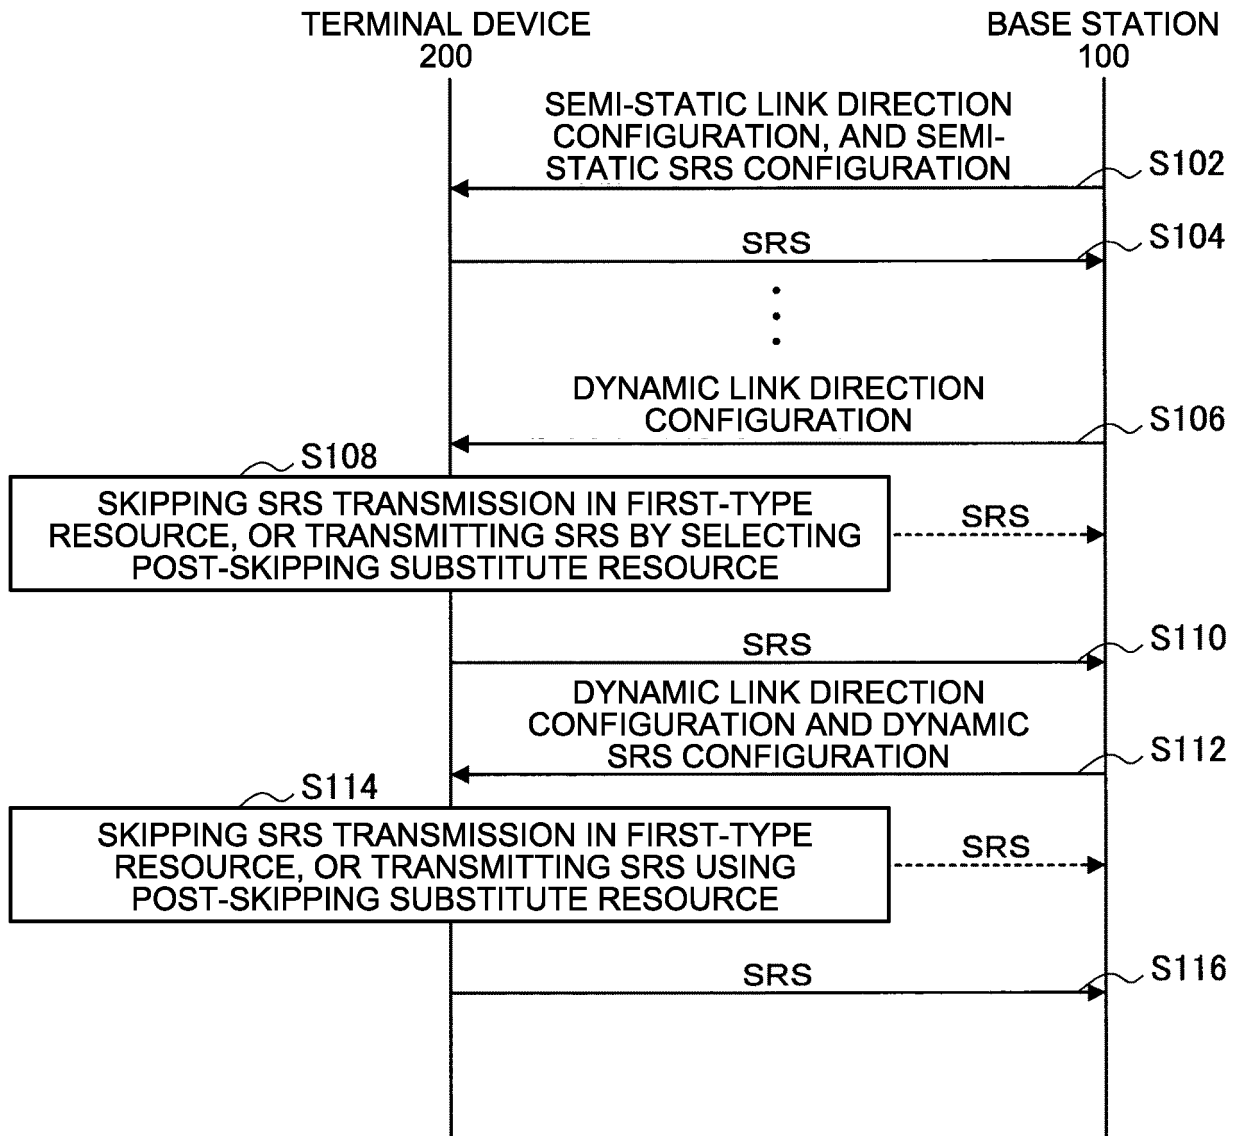 TERMINAL DEVICE
200
BASE STATION
100
SEMI-STATIC LINK DIRECTION
CONFIGURATION, AND SEMI-
STATIC SRS CONFIGURATION
S102
SRS
S104
DYNAMIC LINK DIRECTION
CONFIGURATION
S106
S108
SKIPPING SRS TRANSMISSION IN FIRST-TYPE
RESOURCE, OR TRANSMITTING SRS BY SELECTING
POST-SKIPPING SUBSTITUTE RESOURCE
SRS
SRS
S110
DYNAMIC LINK DIRECTION
CONFIGURATION AND DYNAMIC
SRS CONFIGURATION
S112
S114
SKIPPING SRS TRANSMISSION IN FIRST-TYPE
RESOURCE, OR TRANSMITTING SRS USING
POST-SKIPPING SUBSTITUTE RESOURCE
SRS
SRS
S116